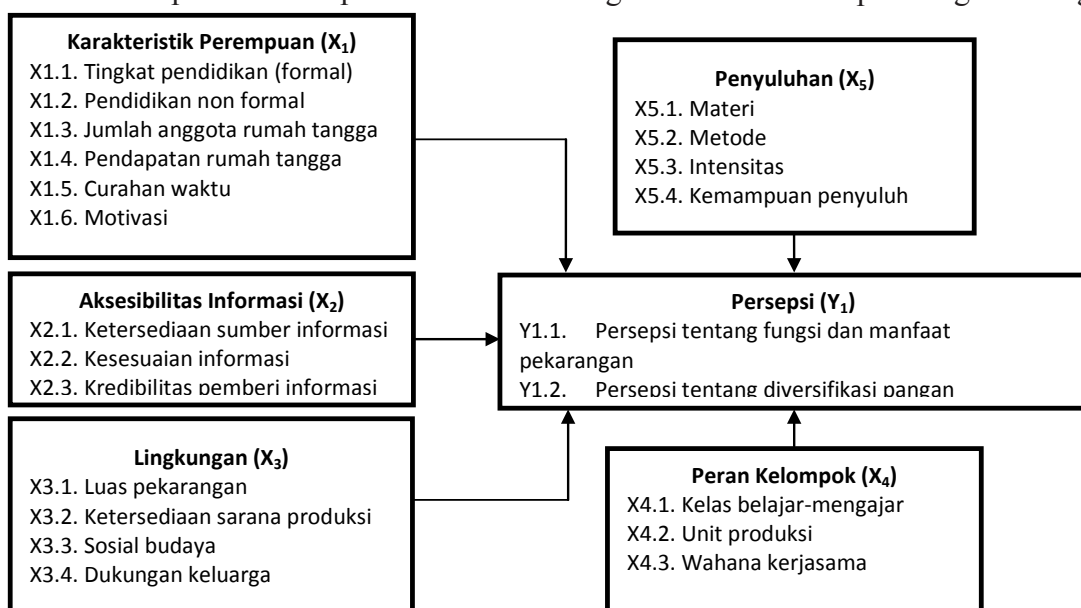 Karakteristik Perempuan (X1)
X1.1. Tingkat pendidikan (formal)
X1.2. Pendidikan non formal
X1.3. Jumlah anggota rumah tangga
X1.4. Pendapatan rumah tangga
X1.5. Curahan waktu
X1.6. Motivasi
Penyuluhan (X5)
X5.1. Materi
X5.2. Metode
X5.3. Intensitas
X5.4. Kemampuan penyuluh
Aksesibilitas Informasi (X2)
X2.1. Ketersediaan sumber informasi
X2.2. Kesesuaian informasi
X2.3. Kredibilitas pemberi informasi
Persepsi (Y1)
Y1.1. Persepsi tentang fungsi dan manfaat
pekarangan
Y1.2. Persepsi tentang diversifikasi pangan
Lingkungan (X3)
X3.1. Luas pekarangan
X3.2. Ketersediaan sarana produksi
X3.3. Sosial budaya
X3.4. Dukungan keluarga
Peran Kelompok (X4)
X4.1. Kelas belajar-mengajar
X4.2. Unit produksi
X4.3. Wahana kerjasama